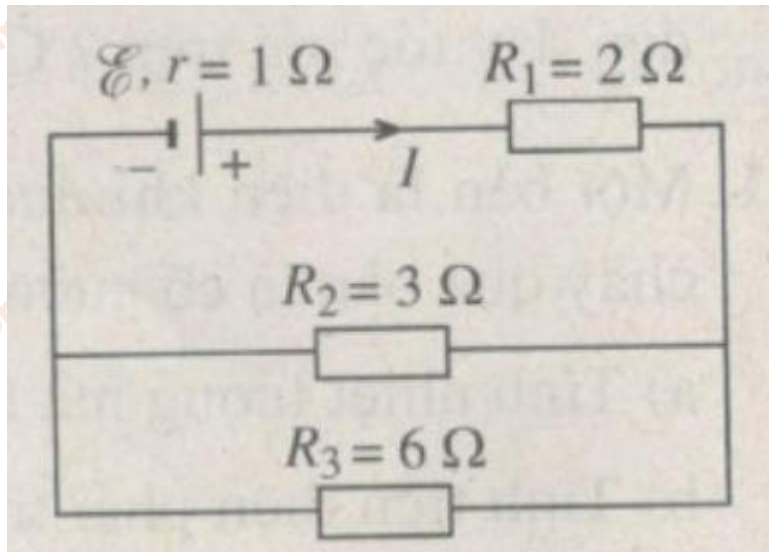 ℰ, r = 1 Ω
R₁ = 2 Ω
− +
I
R₂ = 3 Ω
R₃ = 6 Ω